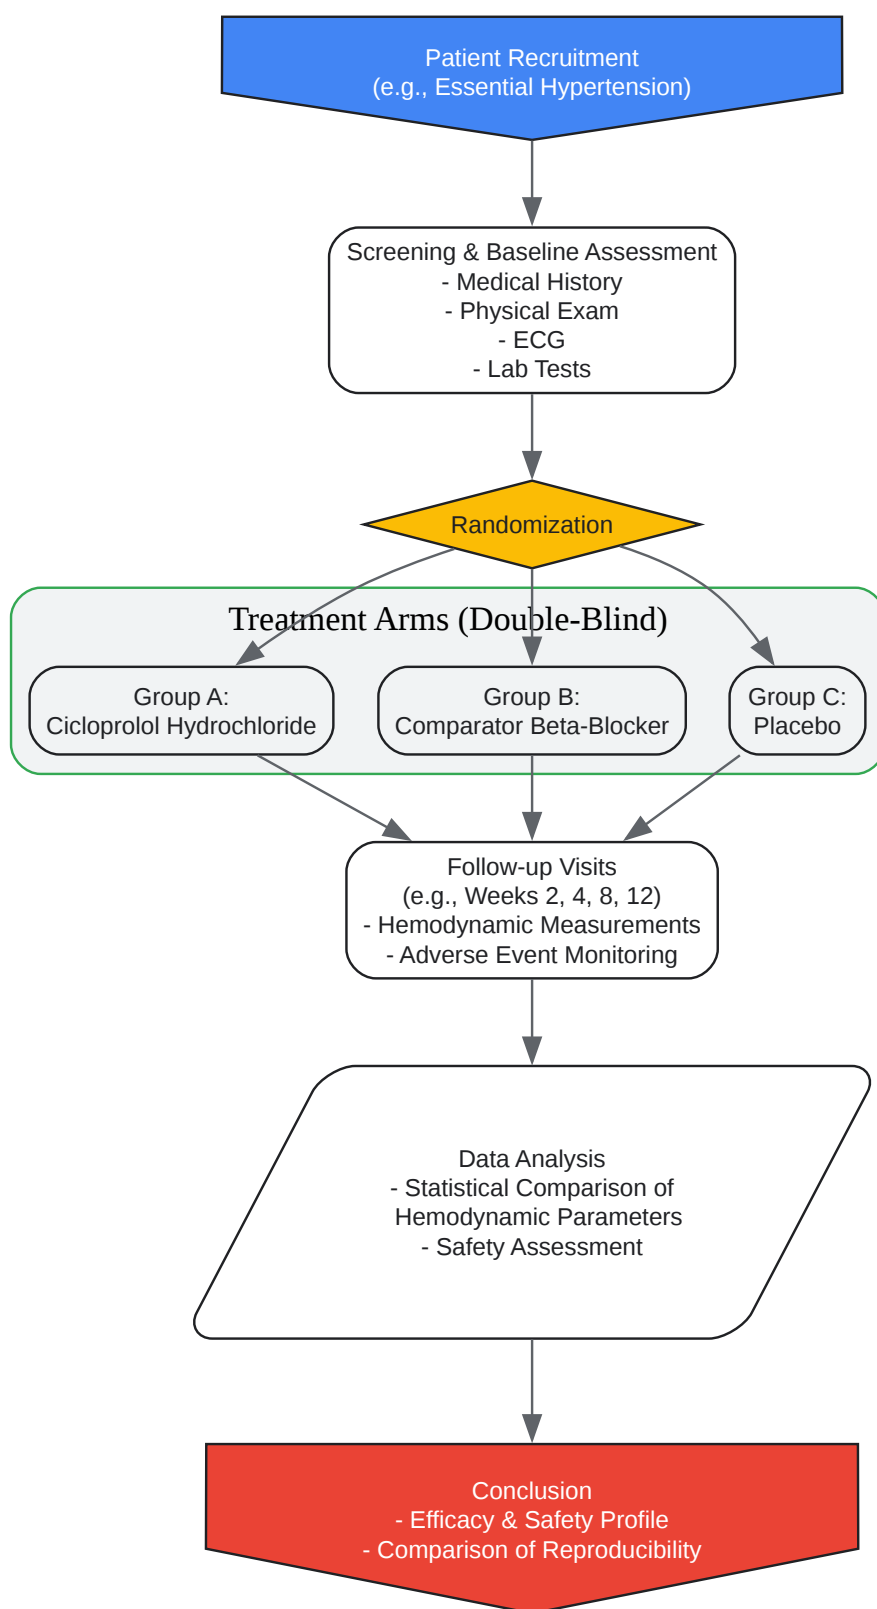 Patient Recruitment
(e.g., Essential Hypertension)
Screening & Baseline Assessment
- Medical History
- Physical Exam
- ECG
- Lab Tests
Randomization
Treatment Arms (Double-Blind)
Group A:
Cicloprolol Hydrochloride
Group B:
Comparator Beta-Blocker
Group C:
Placebo
Follow-up Visits
(e.g., Weeks 2, 4, 8, 12)
- Hemodynamic Measurements
- Adverse Event Monitoring
Data Analysis
- Statistical Comparison of
Hemodynamic Parameters
- Safety Assessment
Conclusion
- Efficacy & Safety Profile
- Comparison of Reproducibility